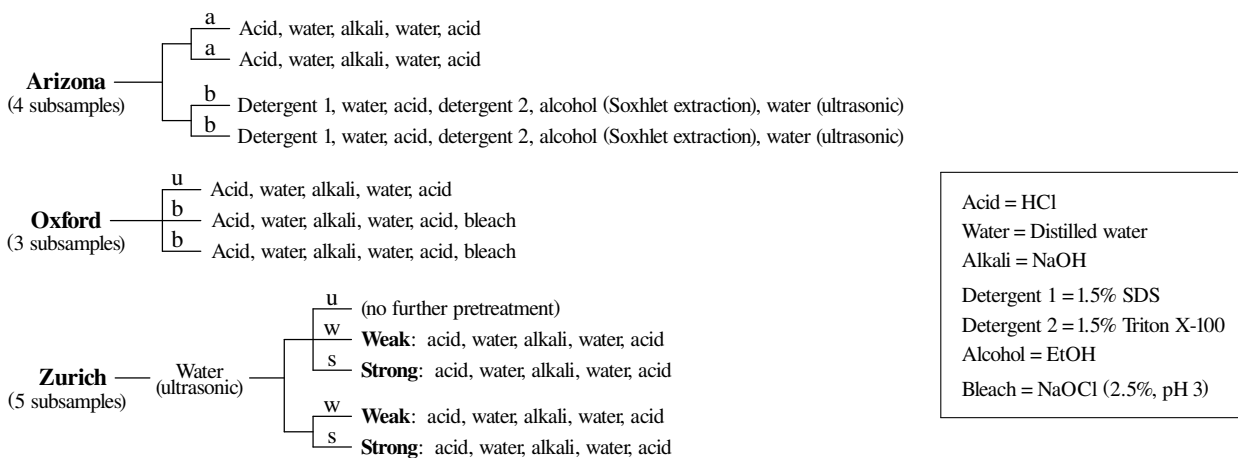 a
Acid, water, alkali, water, acid
a
Acid, water, alkali, water, acid
Arizona
(4 subsamples)
b
Detergent 1, water, acid, detergent 2, alcohol (Soxhlet extraction), water (ultrasonic)
b
Detergent 1, water, acid, detergent 2, alcohol (Soxhlet extraction), water (ultrasonic)
u
Acid, water, alkali, water, acid
Oxford
(3 subsamples)
b
Acid, water, alkali, water, acid, bleach
b
Acid, water, alkali, water, acid, bleach
Zurich
(5 subsamples)
Water
(ultrasonic)
u
(no further pretreatment)
w
Weak: acid, water, alkali, water, acid
s
Strong: acid, water, alkali, water, acid
w
Weak: acid, water, alkali, water, acid
s
Strong: acid, water, alkali, water, acid
Acid = HCl
Water = Distilled water
Alkali = NaOH
Detergent 1 = 1.5% SDS
Detergent 2 = 1.5% Triton X-100
Alcohol = EtOH
Bleach = NaOCl (2.5%, pH 3)